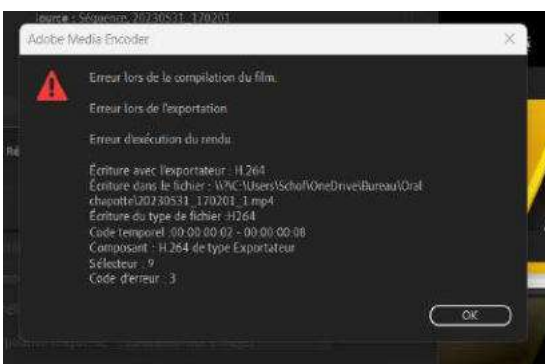 Source : Séquence, 20230531_170201
Adobe Media Encoder
Erreur lors de la compilation du film.
Erreur lors de l'exportation
Erreur d'exécution du rendu
Écriture avec l'exportateur : H.264
Écriture dans le fichier : \\?\C:\Users\Schof\OneDrive\Bureau\Oral
chapotte\20230531_170201_1.mp4
Écriture du type de fichier :H264
Code temporel :00:00:00:02 - 00:00:00:08
Composant : H.264 de type Exportateur
Sélecteur : 9
Code d'erreur : 3
OK